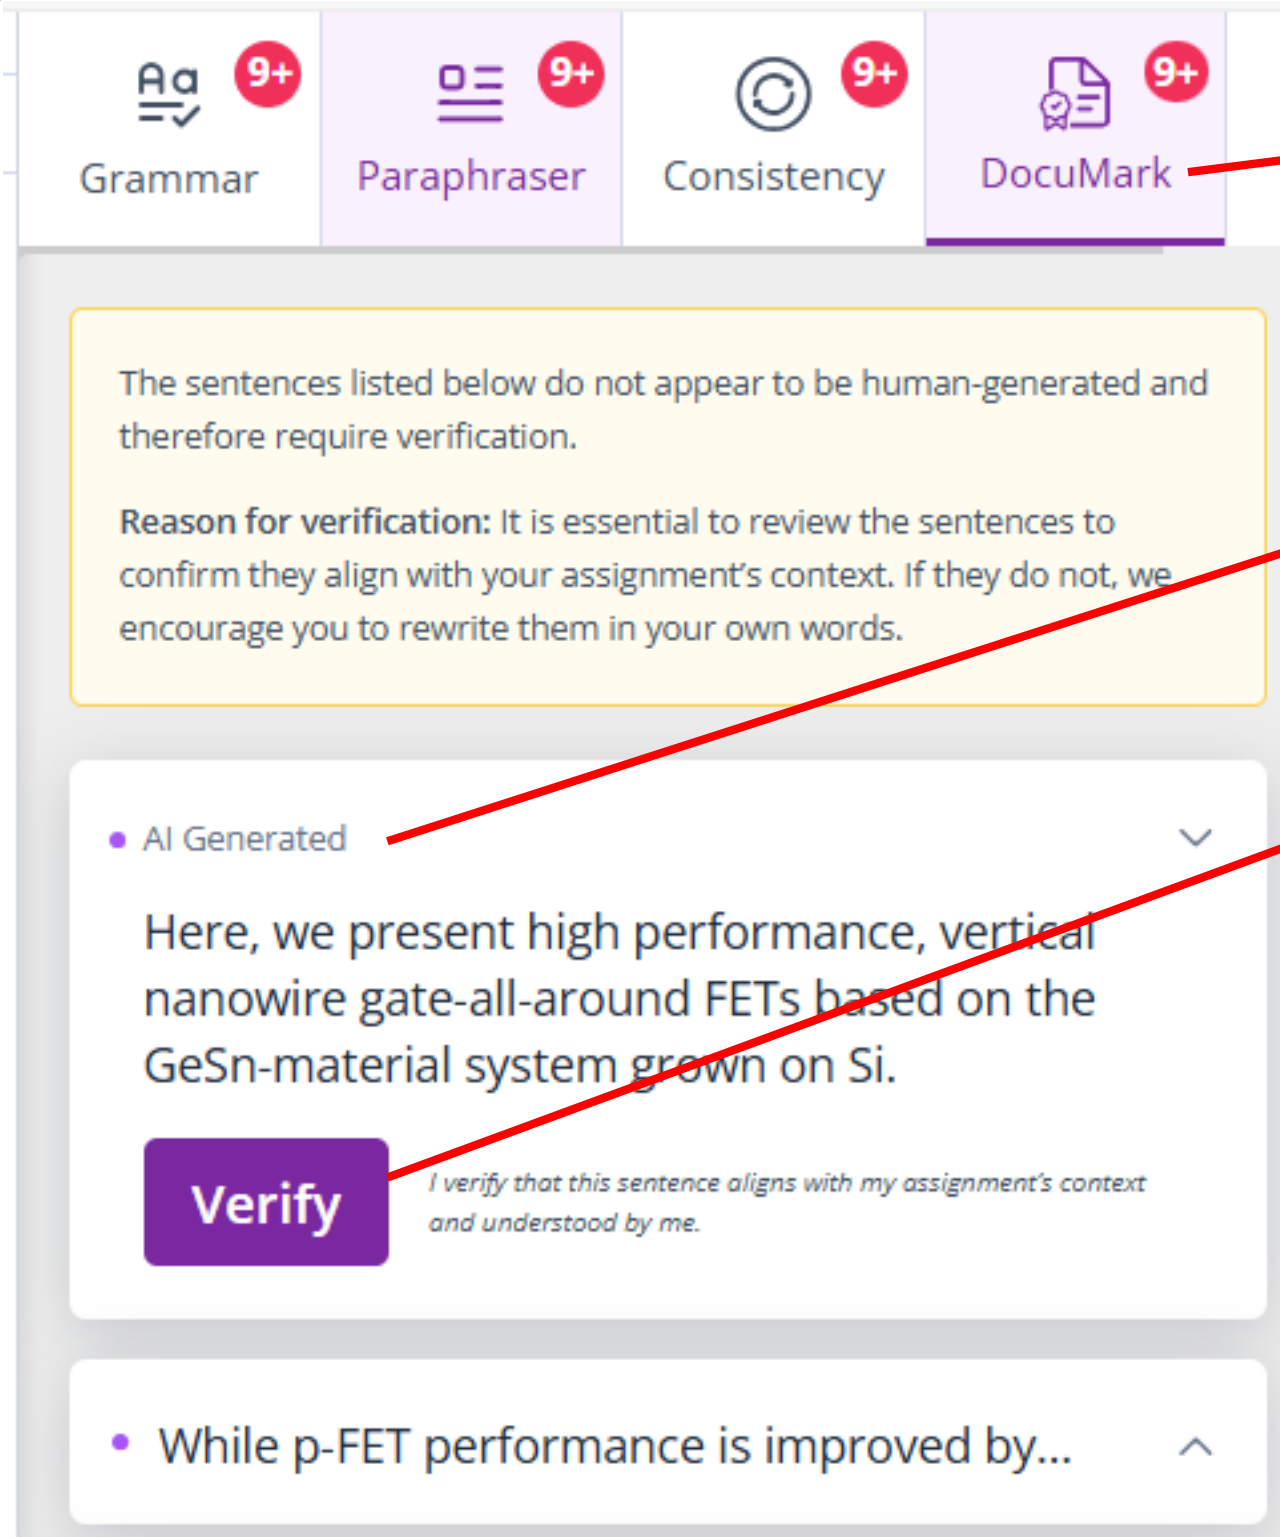 9+ 9+ 9+ 9+
Grammar Paraphraser Consistency DocuMark
The sentences listed below do not appear to be human-generated and
therefore require verification.
Reason for verification: It is essential to review the sentences to
confirm they align with your assignment’s context. If they do not, we
encourage you to rewrite them in your own words.
AI Generated
Here, we present high performance, vertical
nanowire gate-all-around FETs based on the
GeSn-material system grown on Si.
Verify
I verify that this sentence aligns with my assignment’s context
and understood by me.
While p-FET performance is improved by...